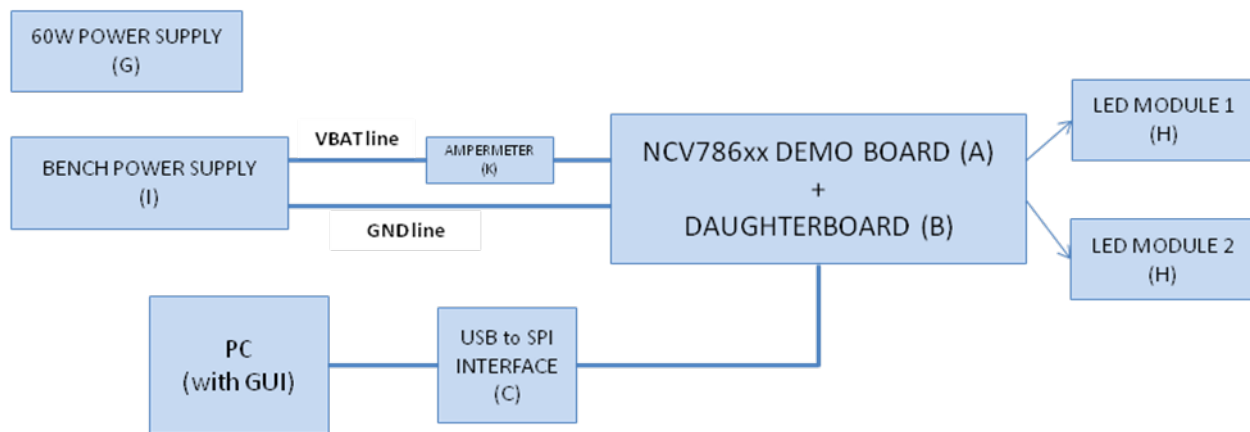 60W POWER SUPPLY
(G)
BENCH POWER SUPPLY
(I)
VBAT line
GND line
AMPERMETER
(K)
NCV786xx DEMO BOARD (A)
+
DAUGHTERBOARD (B)
LED MODULE 1
(H)
LED MODULE 2
(H)
PC
(with GUI)
USB to SPI
INTERFACE
(C)